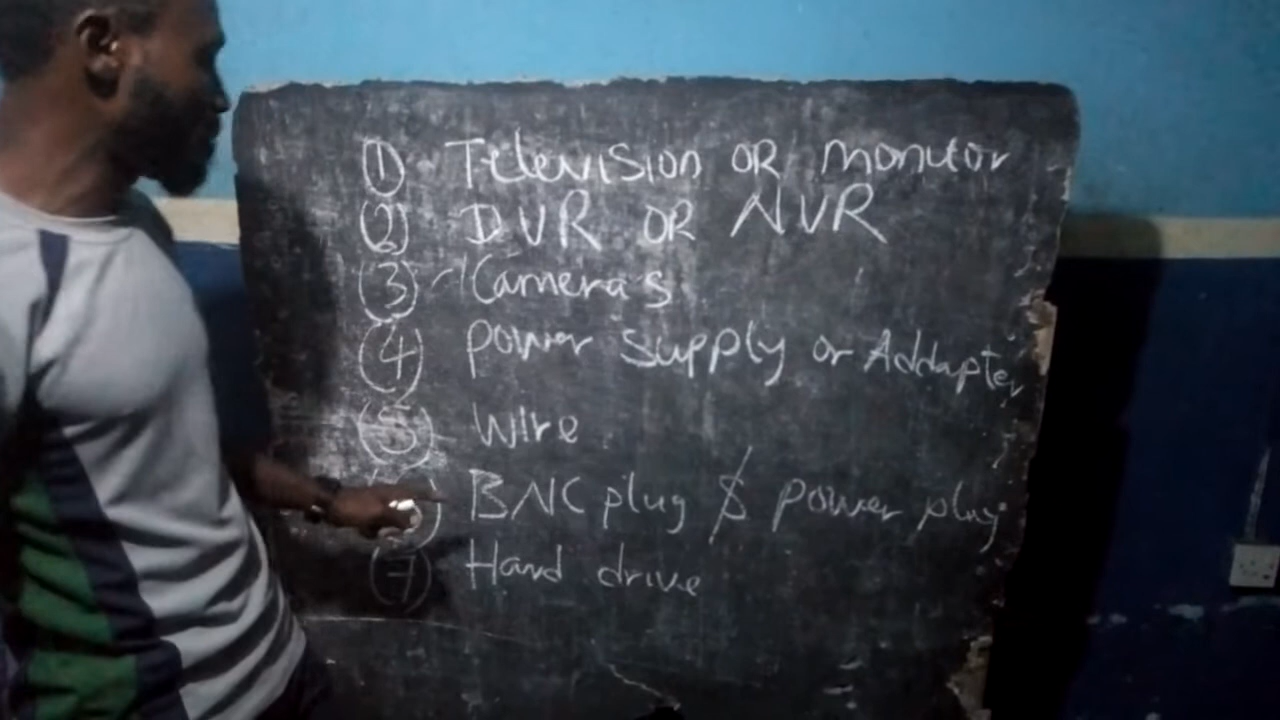 ① Television OR monitor
② DVR OR NVR
③ Cameras
④ power supply or Addapter
⑤ Wire
BNC plug $ power plug
⑦ Hard drive